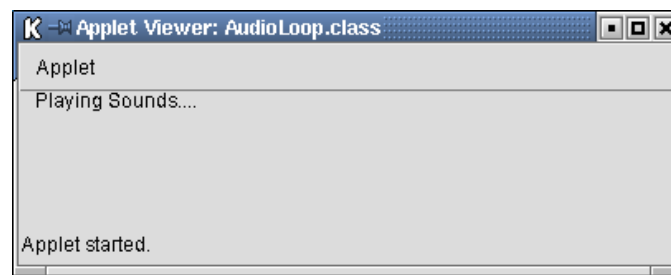 Applet Viewer: AudioLoop.class
Applet
Playing Sounds....
Applet started.